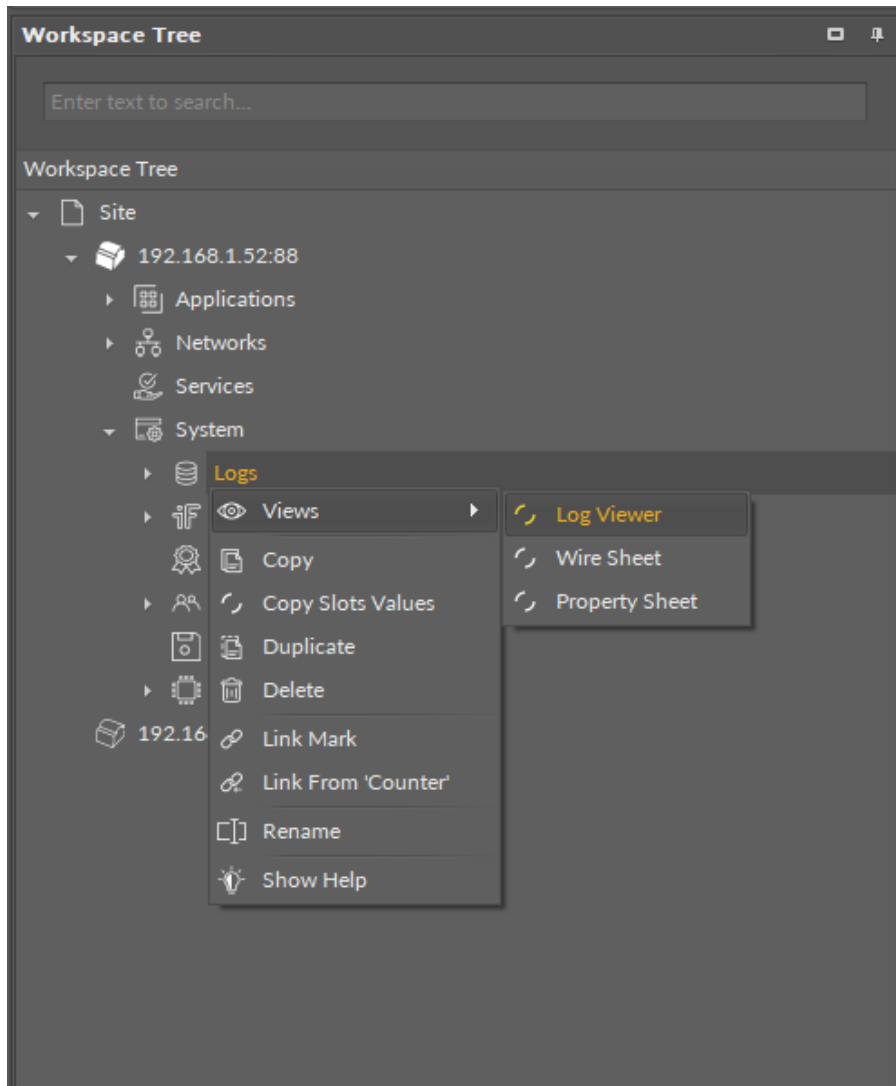 Workspace Tree
Enter text to search...
Workspace Tree
Site
192.168.1.52:88
Applications
Networks
Services
System
Logs
Views
Log Viewer
Wire Sheet
Property Sheet
Copy
Copy Slots Values
Duplicate
Delete
192.16
Link Mark
Link From 'Counter'
Rename
Show Help